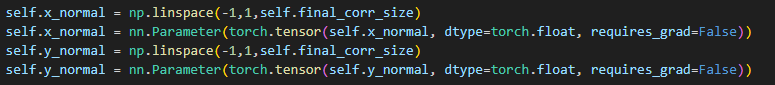 self.x_normal = np.linspace(-1,1,self.final_corr_size)
self.x_normal = nn.Parameter(torch.tensor(self.x_normal, dtype=torch.float, requires_grad=False))
self.y_normal = np.linspace(-1,1,self.final_corr_size)
self.y_normal = nn.Parameter(torch.tensor(self.y_normal, dtype=torch.float, requires_grad=False))